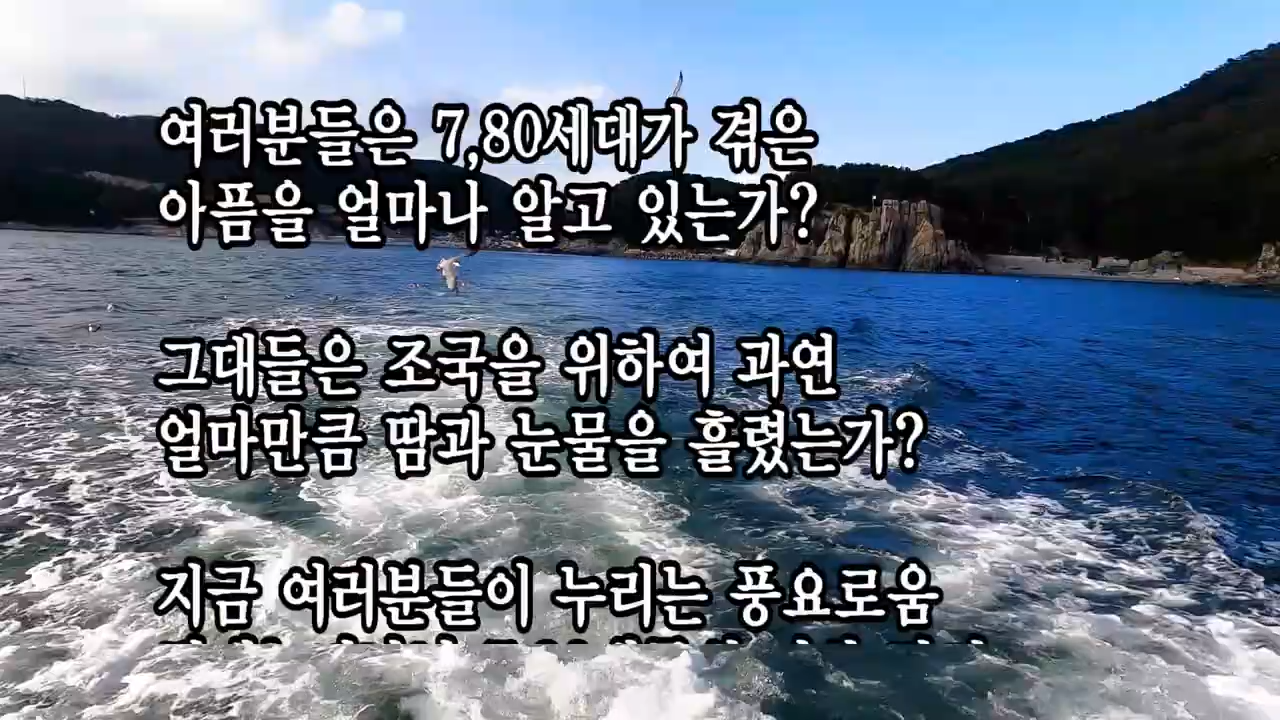 여러분들은 7,80세대가 겪은
아픔을 얼마나 알고 있는가?
그대들은 조국을 위하여 과연
얼마만큼 땀과 눈물을 흘렸는가?
지금 여러분들이 누리는 풍요로움